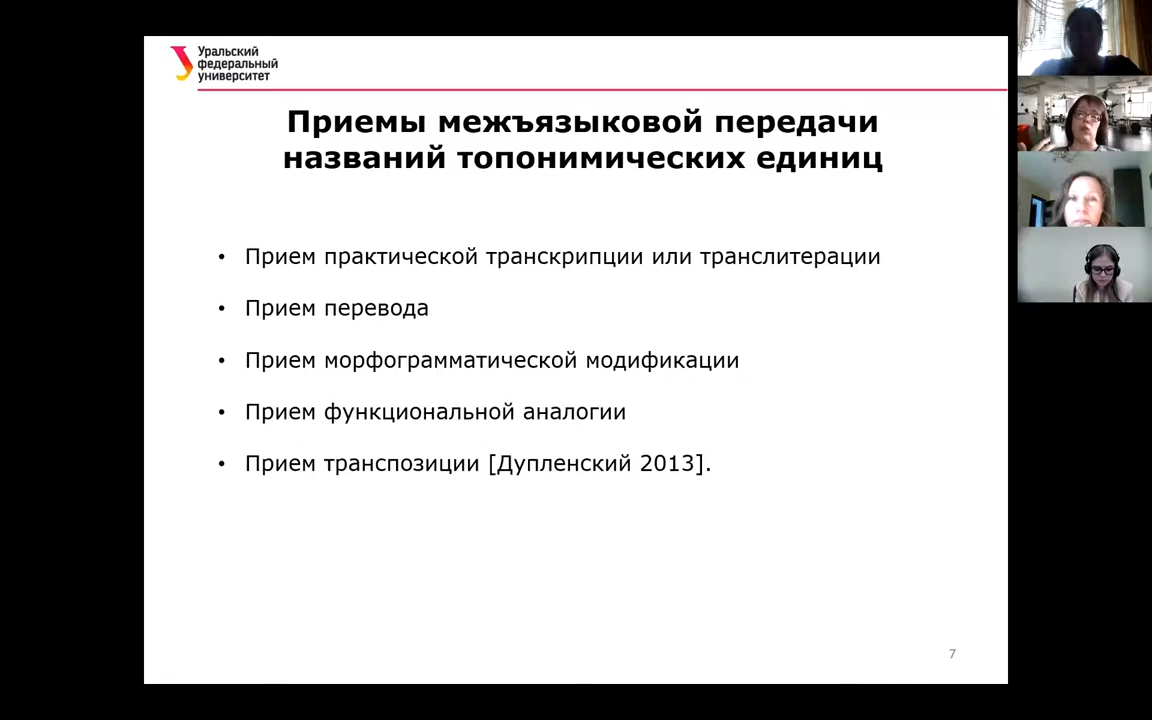 Уральский
федеральный
университет
Приемы межъязыковой передачи
названий топонимических единиц
• Прием практической транскрипции или транслитерации
• Прием перевода
• Прием морфограмматической модификации
• Прием функциональной аналогии
• Прием транспозиции [Дупленский 2013].
7